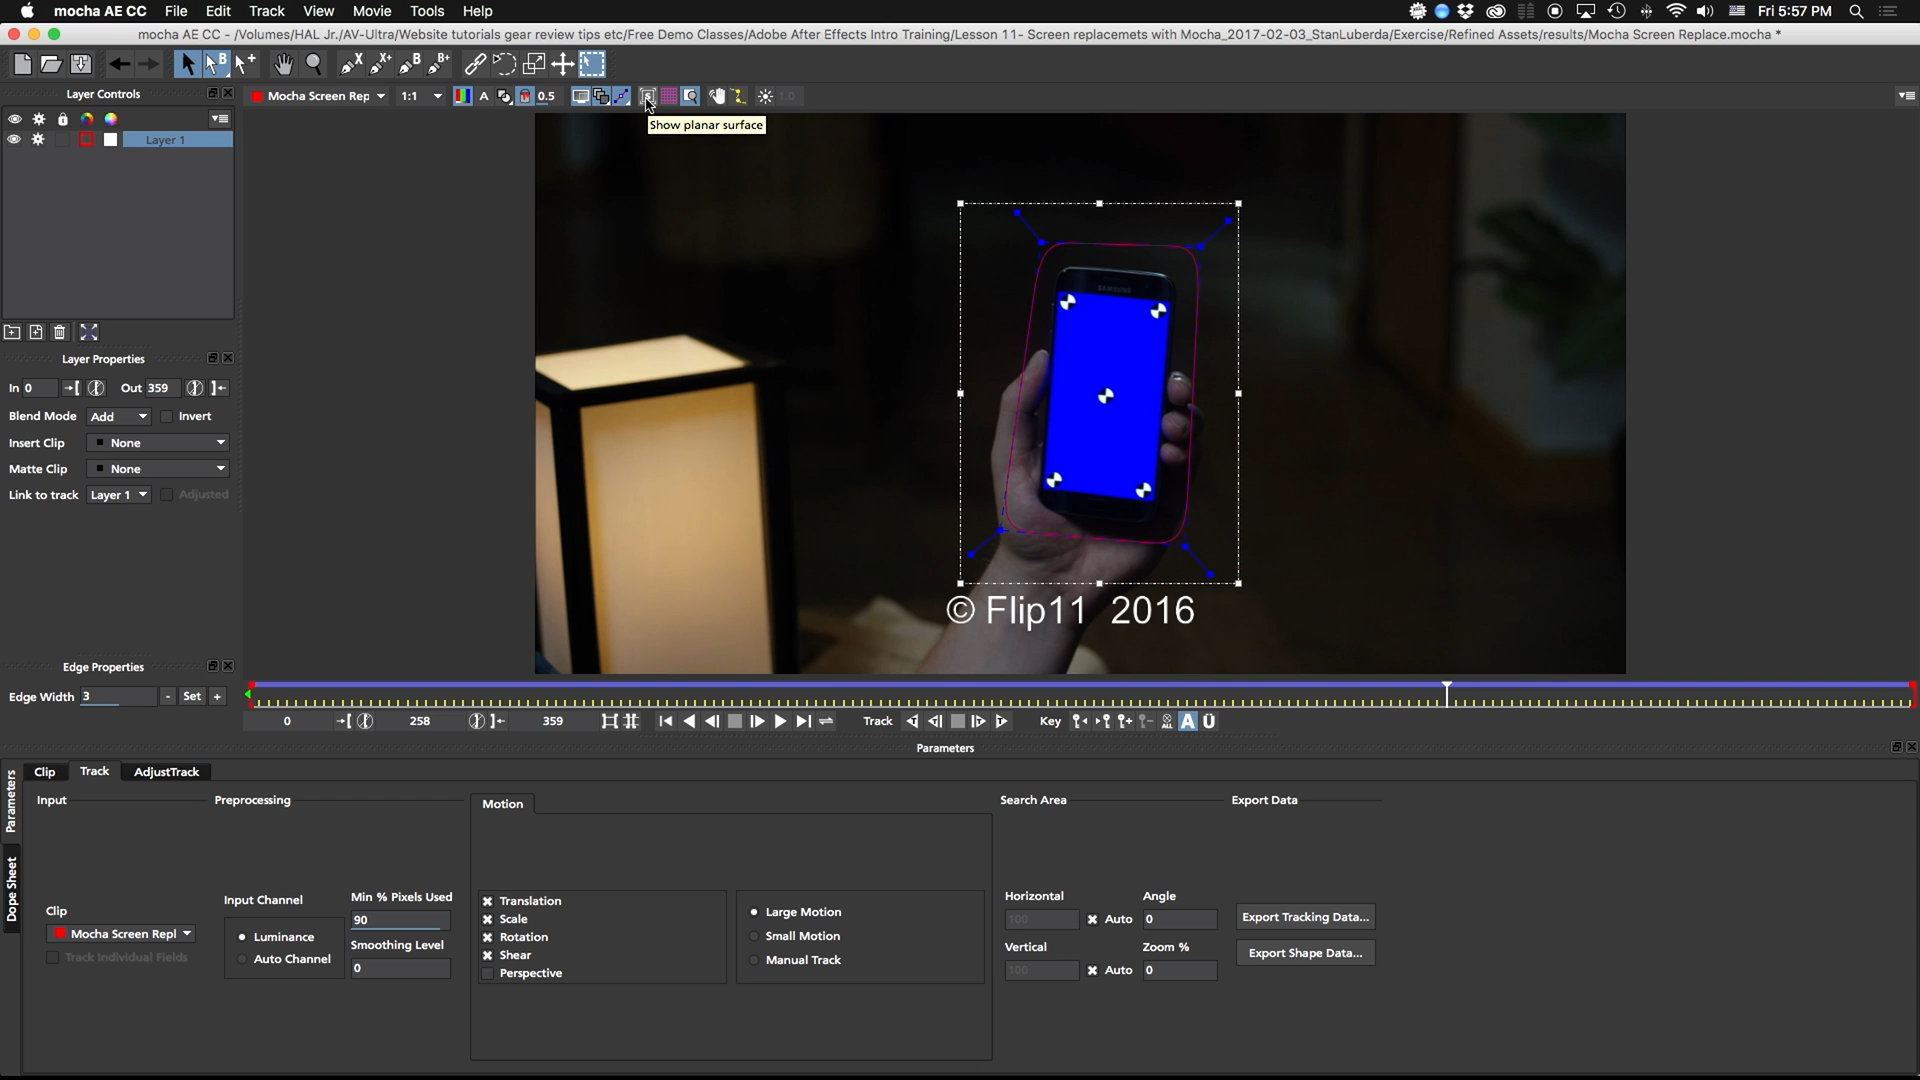 mocha AE CC File Edit Track View Movie Tools Help Fri 5:57 PM
mocha AE CC - /Volumes/HAL Jr./AV-Ultra/Website tutorials gear review tips etc/Free Demo Classes/Adobe After Effects Intro Training/Lesson 11- Screen replacemets with Mocha_2017-02-03_StanLuberda/Exercise/Refined Assets/results/Mocha Screen Replace.mocha *
Layer Controls
Mocha Screen Rep 1:1 A 0.5 1.0
Show planar surface
Layer 1
SAMSUNG
© Flip11 2016
Layer Properties
In 0 Out 359
Blend Mode Add Invert
Insert Clip None
Matte Clip None
Link to track Layer 1 Adjusted
Edge Properties
Edge Width 3 - Set +
0 258 359 Track Key ALL A Ü
Parameters
Dope Sheet
Parameters
Clip Track AdjustTrack
Input Preprocessing Motion Search Area Export Data
Clip
Mocha Screen Repl
Track Individual Fields
Input Channel
Luminance
Auto Channel
Min % Pixels Used
90
Smoothing Level
0
Translation
Scale
Rotation
Shear
Perspective
Large Motion
Small Motion
Manual Track
Horizontal Angle
100 Auto 0
Vertical Zoom %
100 Auto 0
Export Tracking Data...
Export Shape Data...